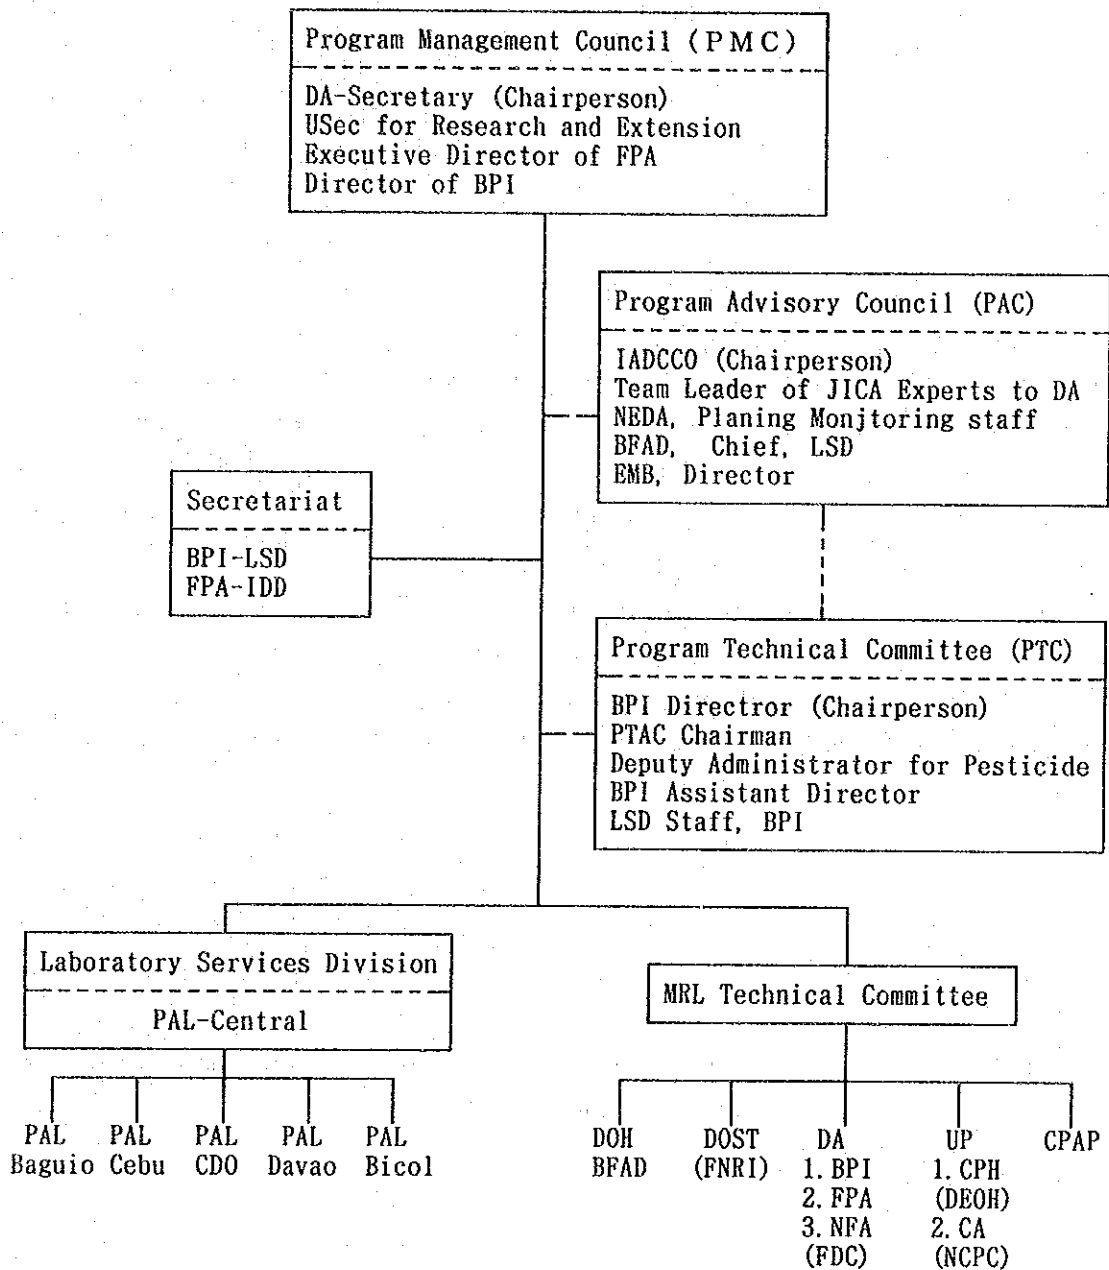 Program Management Council (PMC)
DA-Secretary (Chairperson)
USec for Research and Extension
Executive Director of FPA
Director of BPI
Program Advisory Council (PAC)
IADCCO (Chairperson)
Team Leader of JICA Experts to DA
NEDA, Planing Monjtoring staff
BFAD, Chief, LSD
EMB, Director
Secretariat
BPI-LSD
FPA-IDD
Program Technical Committee (PTC)
BPI Directror (Chairperson)
PTAC Chairman
Deputy Administrator for Pesticide
BPI Assistant Director
LSD Staff, BPI
Laboratory Services Division
PAL-Central
MRL Technical Committee
PAL
Baguio
PAL
Cebu
PAL
CDO
PAL
Davao
PAL
Bicol
DOH
BFAD
DOST
(FNRI)
DA
1. BPI
2. FPA
3. NFA
(FDC)
UP
1. CPH
(DEOH)
2. CA
(NCPC)
CPAP